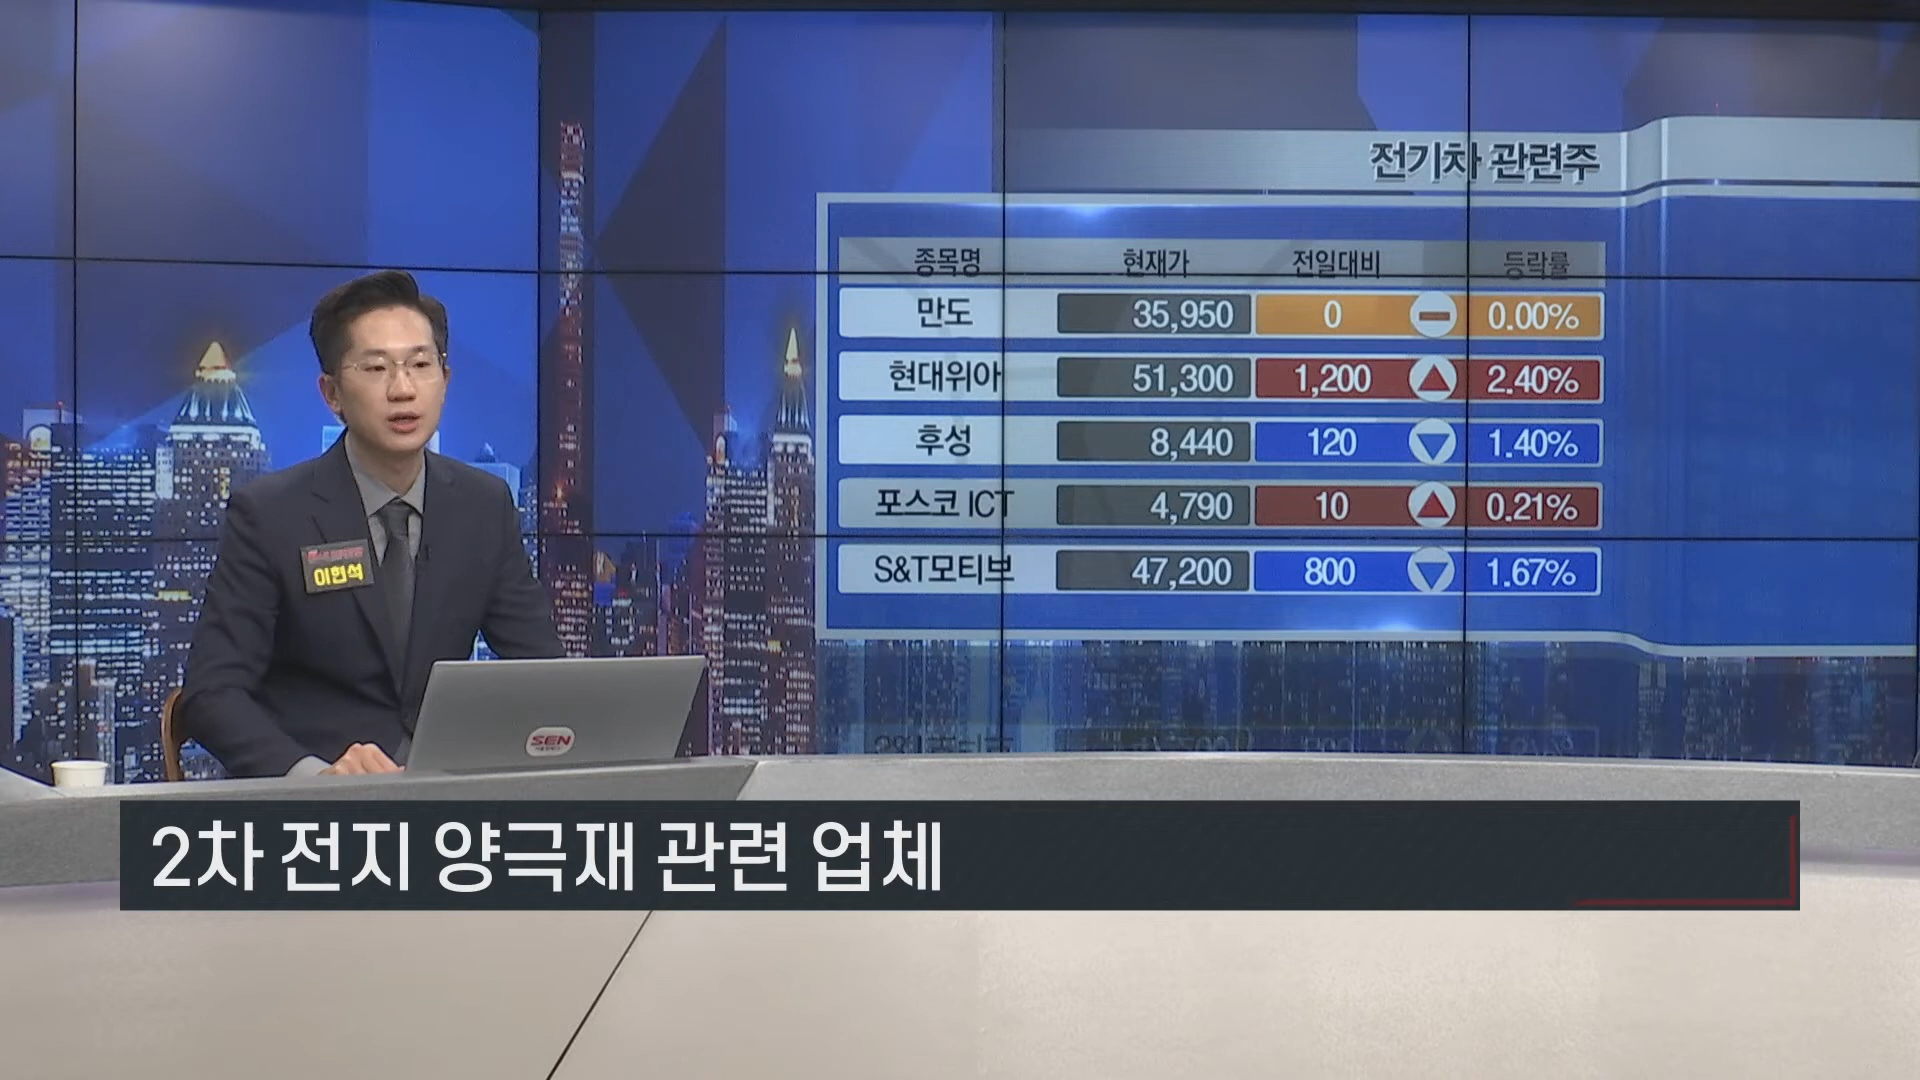 전기차 관련주
종목명 현재가 전일대비 등락률
만도 35,950 0 0.00%
현대위아 51,300 1,200 2.40%
후성 8,440 120 1.40%
포스코 ICT 4,790 10 0.21%
S&T모티브 47,200 800 1.67%
이헌석
SEN
2차 전지 양극재 관련 업체